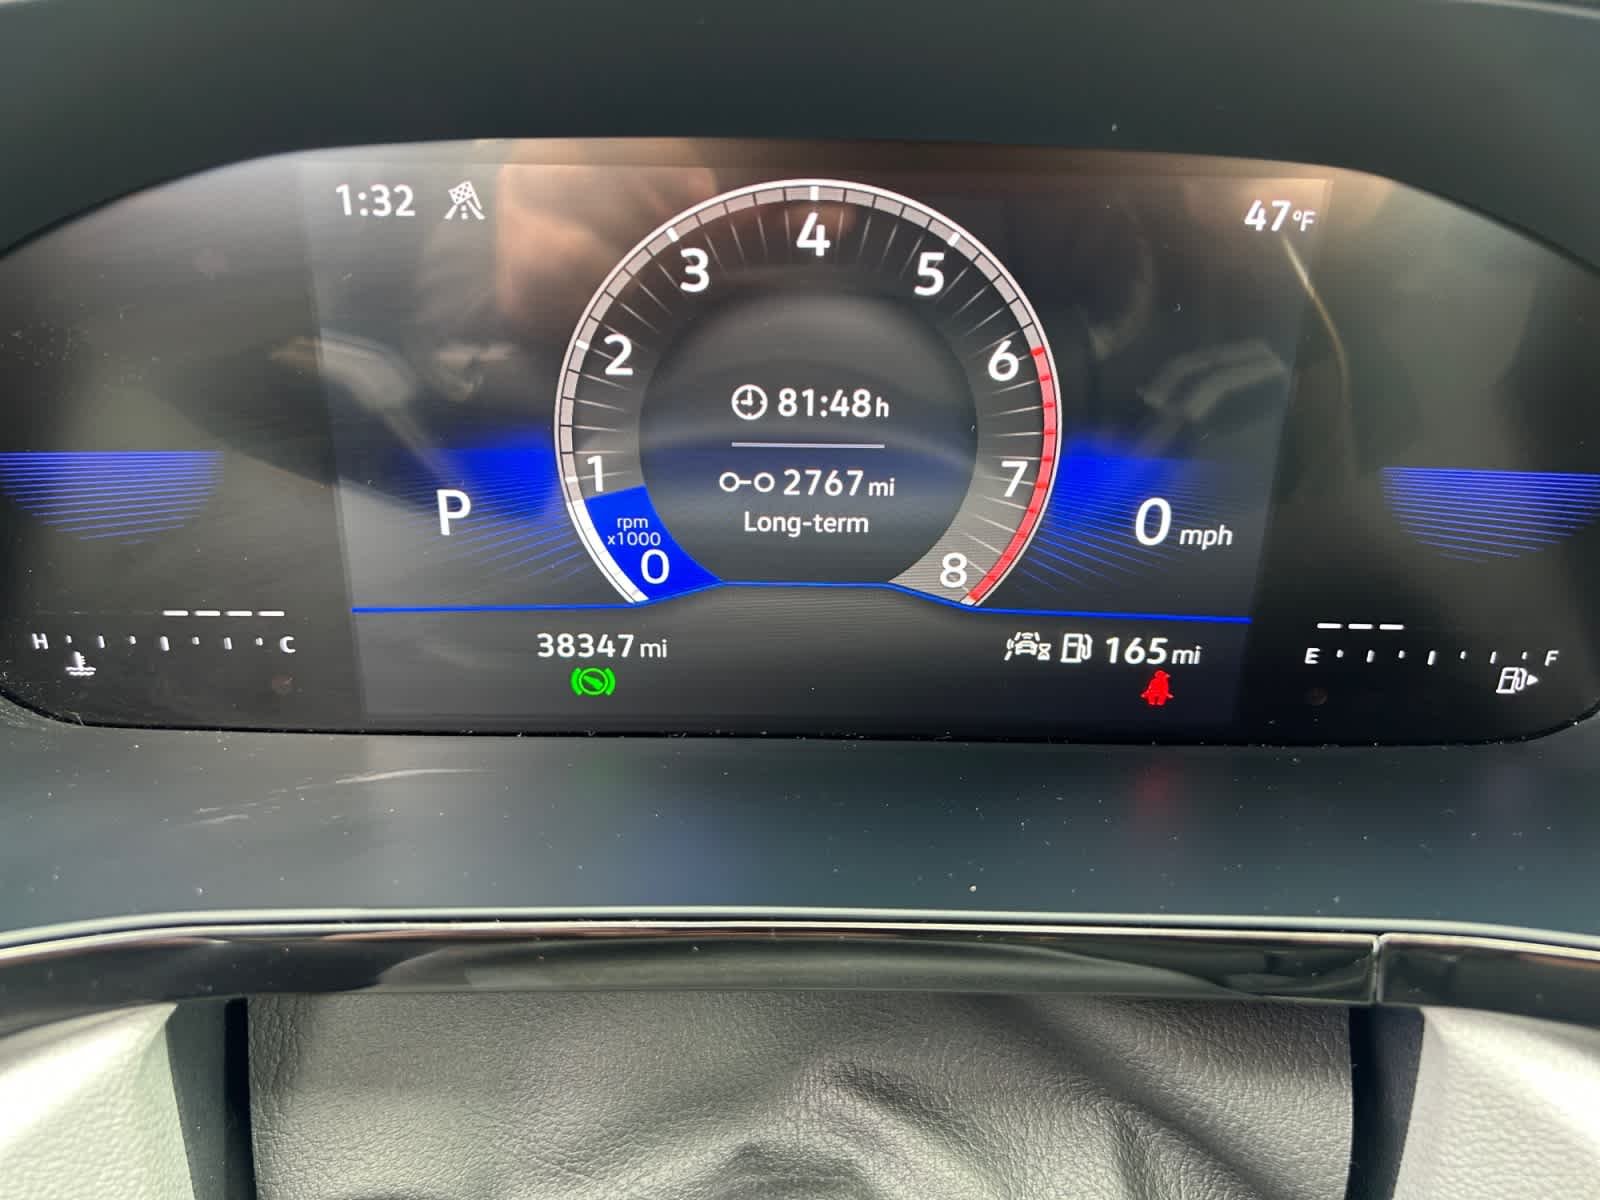 1:32
47°F
4
3
5
2
6
81:48h
1
7
2767 mi
P
0 mph
rpm
x1000
Long-term
0
8
38347 mi
165 mi
H C
E F